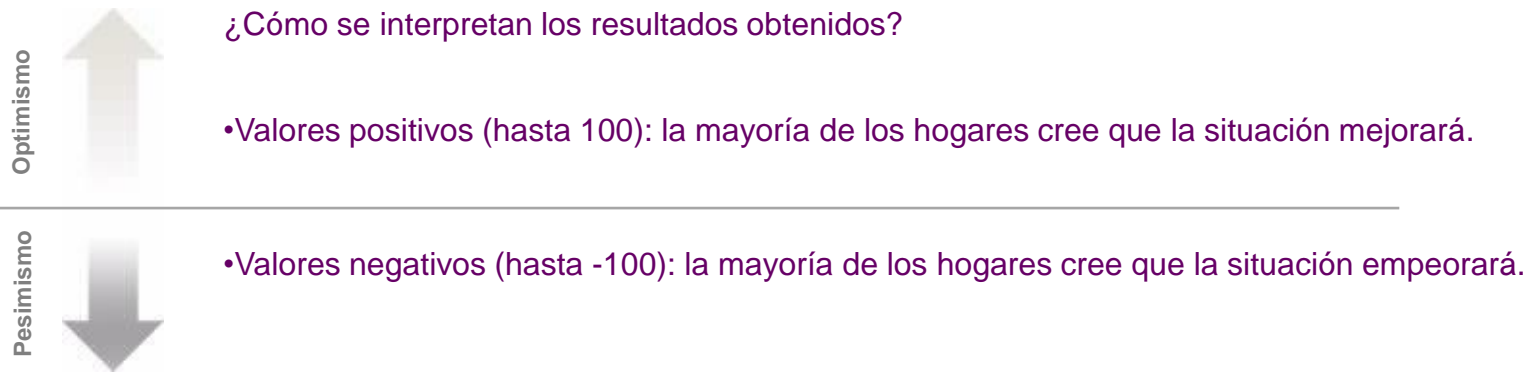 ¿Cómo se interpretan los resultados obtenidos?
Optimismo
•Valores positivos (hasta 100): la mayoría de los hogares cree que la situación mejorará.
Pesimismo
•Valores negativos (hasta -100): la mayoría de los hogares cree que la situación empeorará.